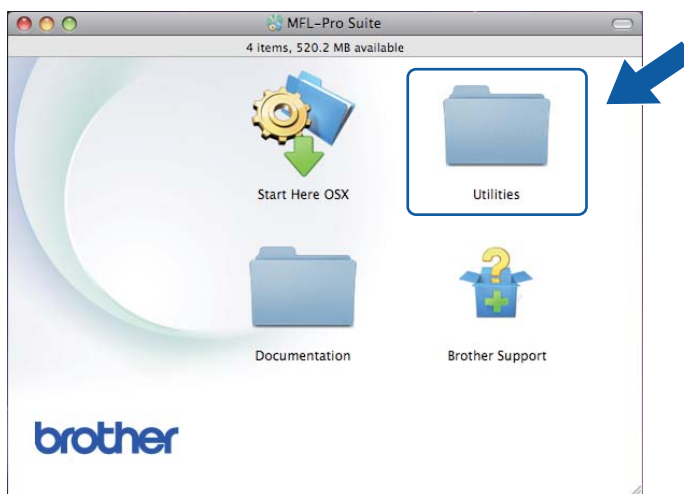 MFL-Pro Suite
4 items, 520.2 MB available
Start Here OSX
Utilities
Documentation
Brother Support
brother